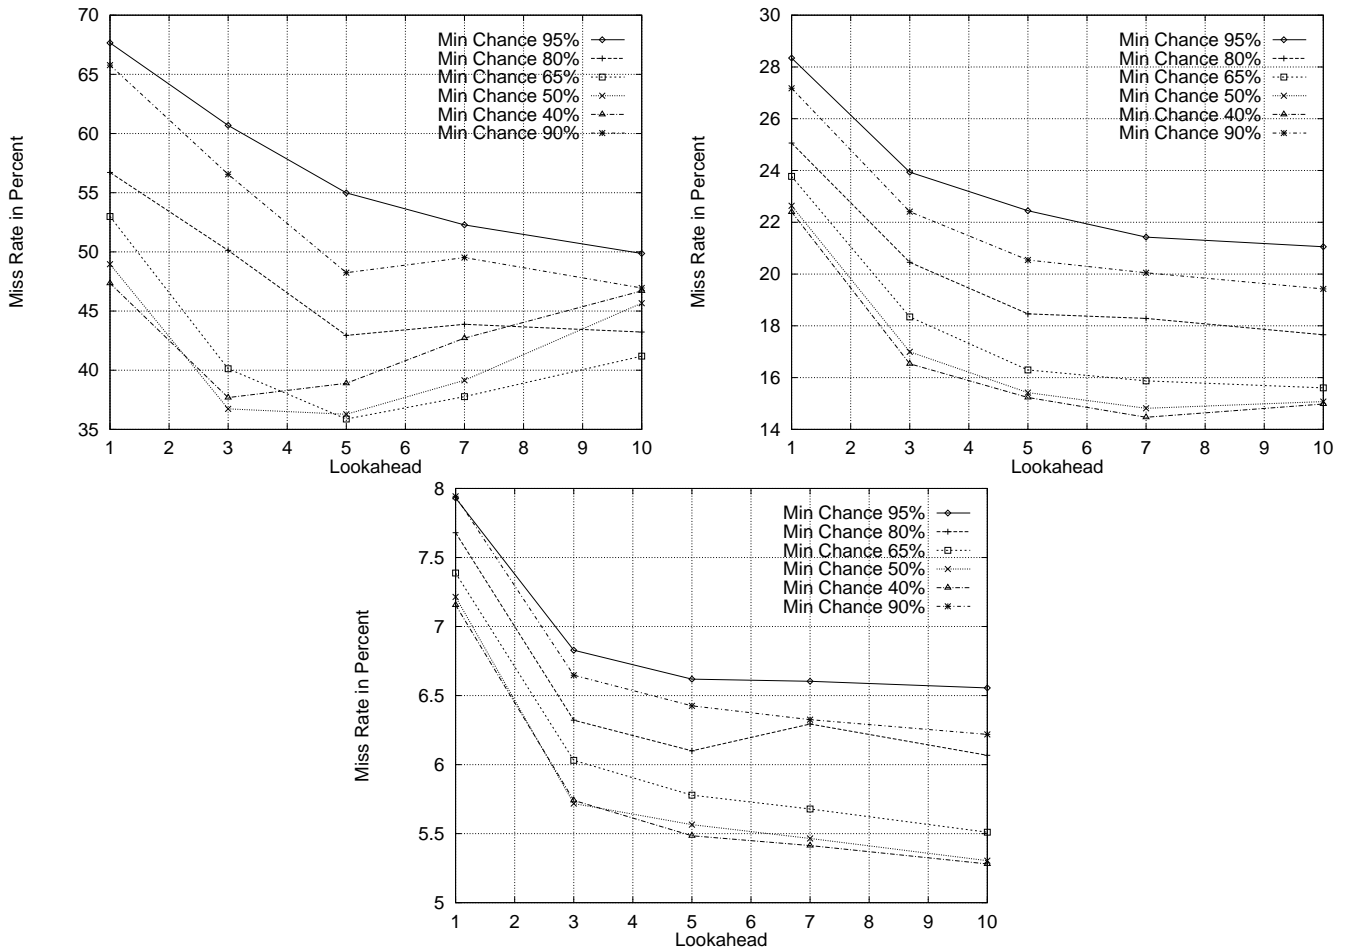 70
65
60
55
50
45
40
35
Miss Rate in Percent
Min Chance 95%
Min Chance 80%
Min Chance 65%
Min Chance 50%
Min Chance 40%
Min Chance 90%
1 2 3 4 5 6 7 8 9 10
Lookahead
30
28
26
24
22
20
18
16
14
Miss Rate in Percent
Min Chance 95%
Min Chance 80%
Min Chance 65%
Min Chance 50%
Min Chance 40%
Min Chance 90%
1 2 3 4 5 6 7 8 9 10
Lookahead
8
7.5
7
6.5
6
5.5
5
Miss Rate in Percent
Min Chance 95%
Min Chance 80%
Min Chance 65%
Min Chance 50%
Min Chance 40%
Min Chance 90%
1 2 3 4 5 6 7 8 9 10
Lookahead